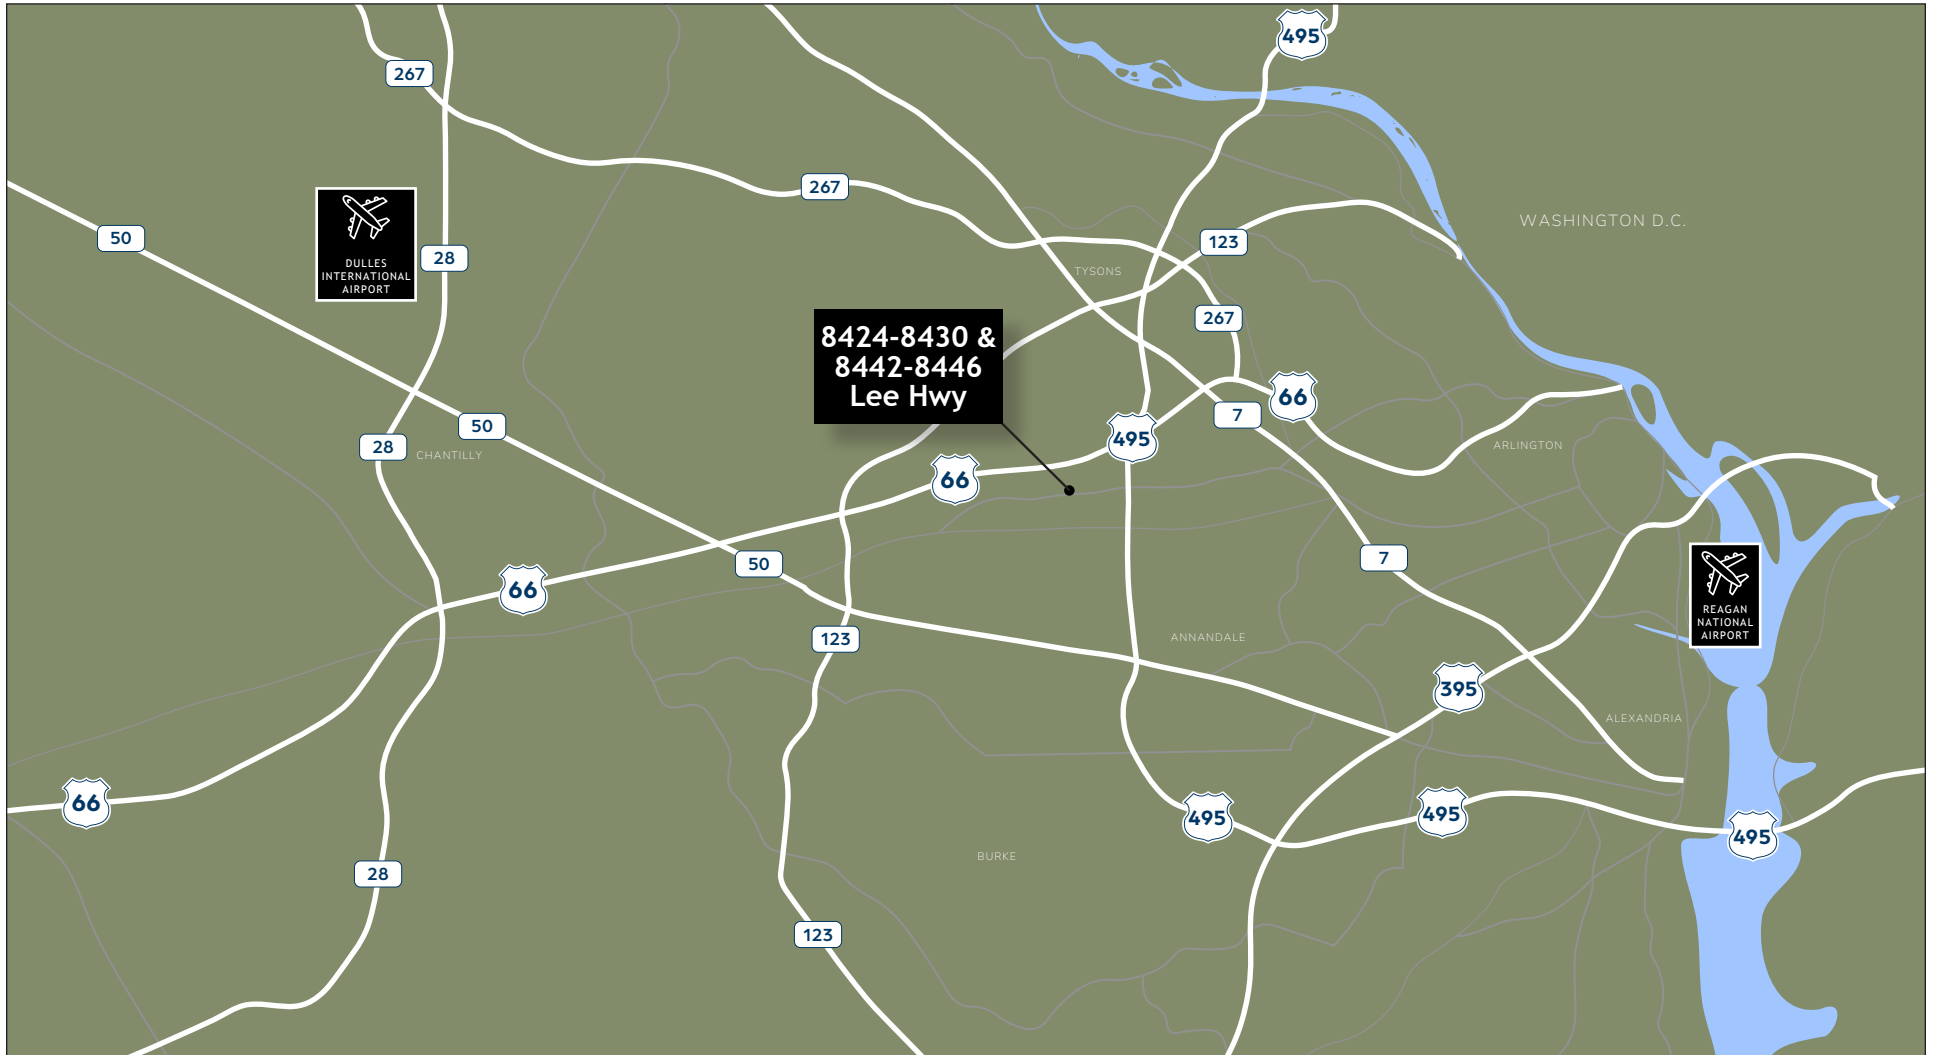 495
267
267
50
WASHINGTON D.C.
123
DULLES
INTERNATIONAL
AIRPORT
28
TYSONS
267
8424-8430 &
8442-8446
Lee Hwy
66
7
50
495
28
CHANTILLY
ARLINGTON
66
7
50
66
REAGAN
NATIONAL
AIRPORT
123
ANNANDALE
395
ALEXANDRIA
66
495
495
495
BURKE
28
123